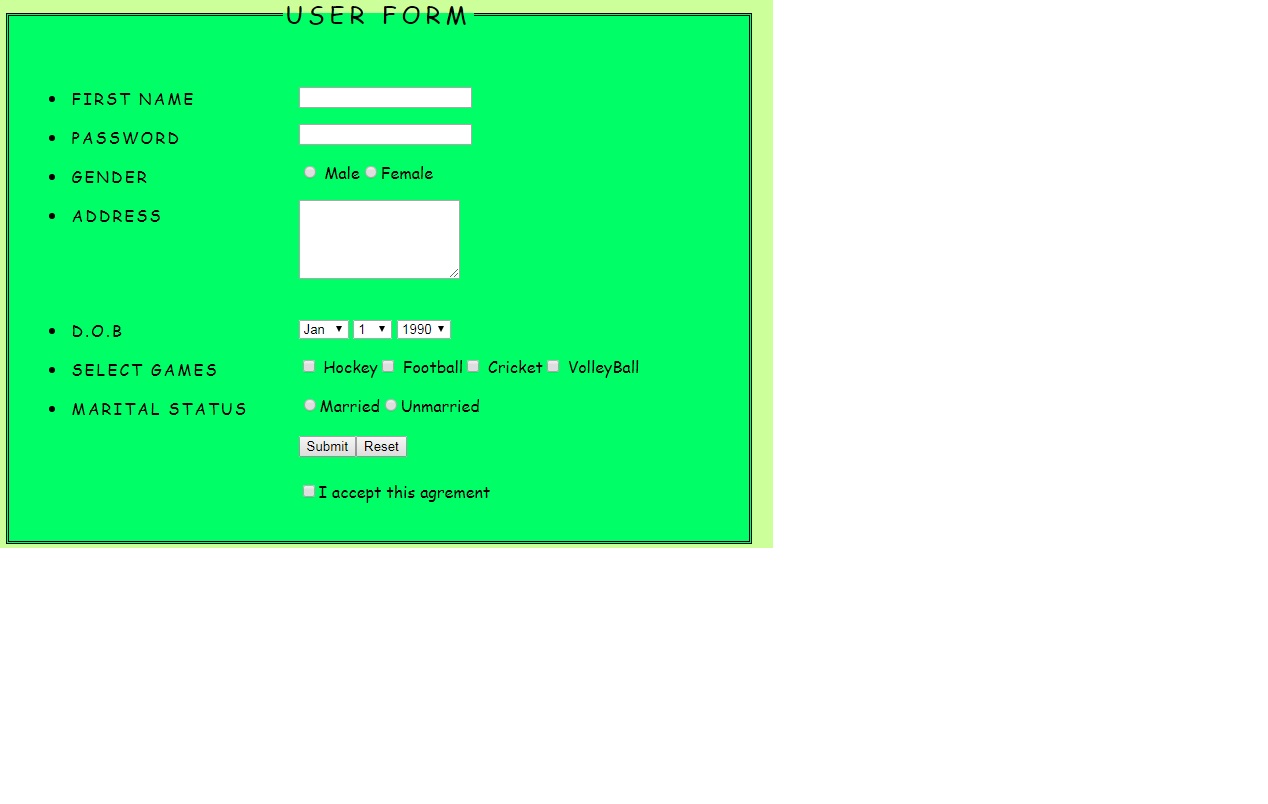 USER FORM
FIRST NAME
PASSWORD
GENDER Male Female
ADDRESS
D.O.B Jan 1 1990
SELECT GAMES Hockey Football Cricket VolleyBall
MARITAL STATUS Married Unmarried
Submit Reset
I accept this agrement